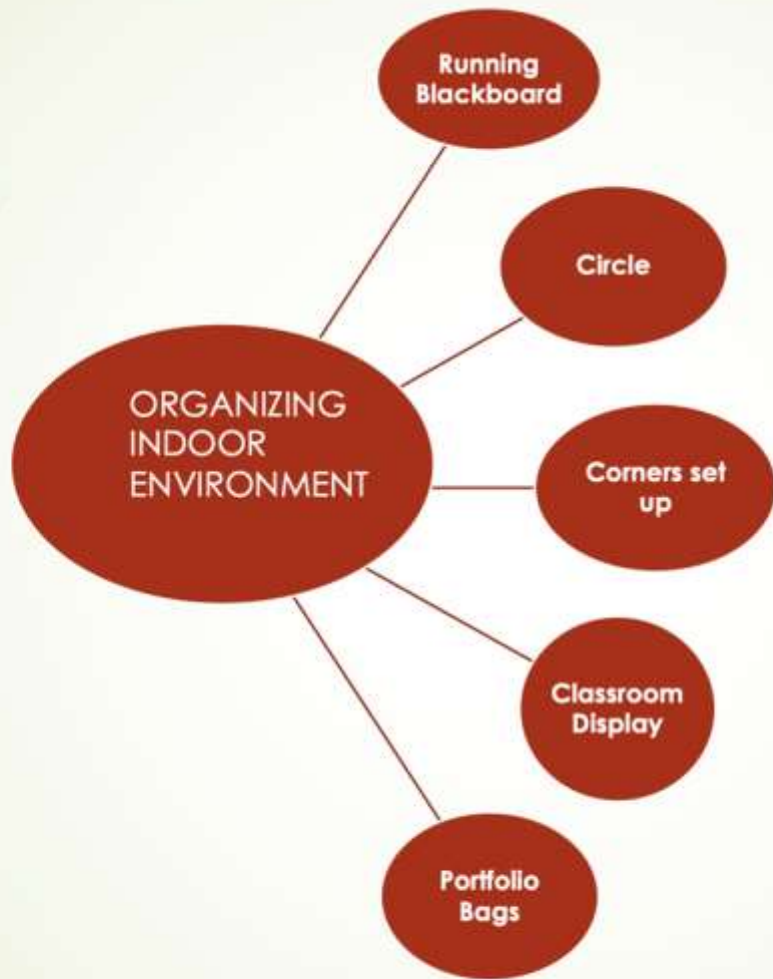 Running
Blackboard
Circle
ORGANIZING
INDOOR
ENVIRONMENT
Corners set
up
Classroom
Display
Portfolio
Bags